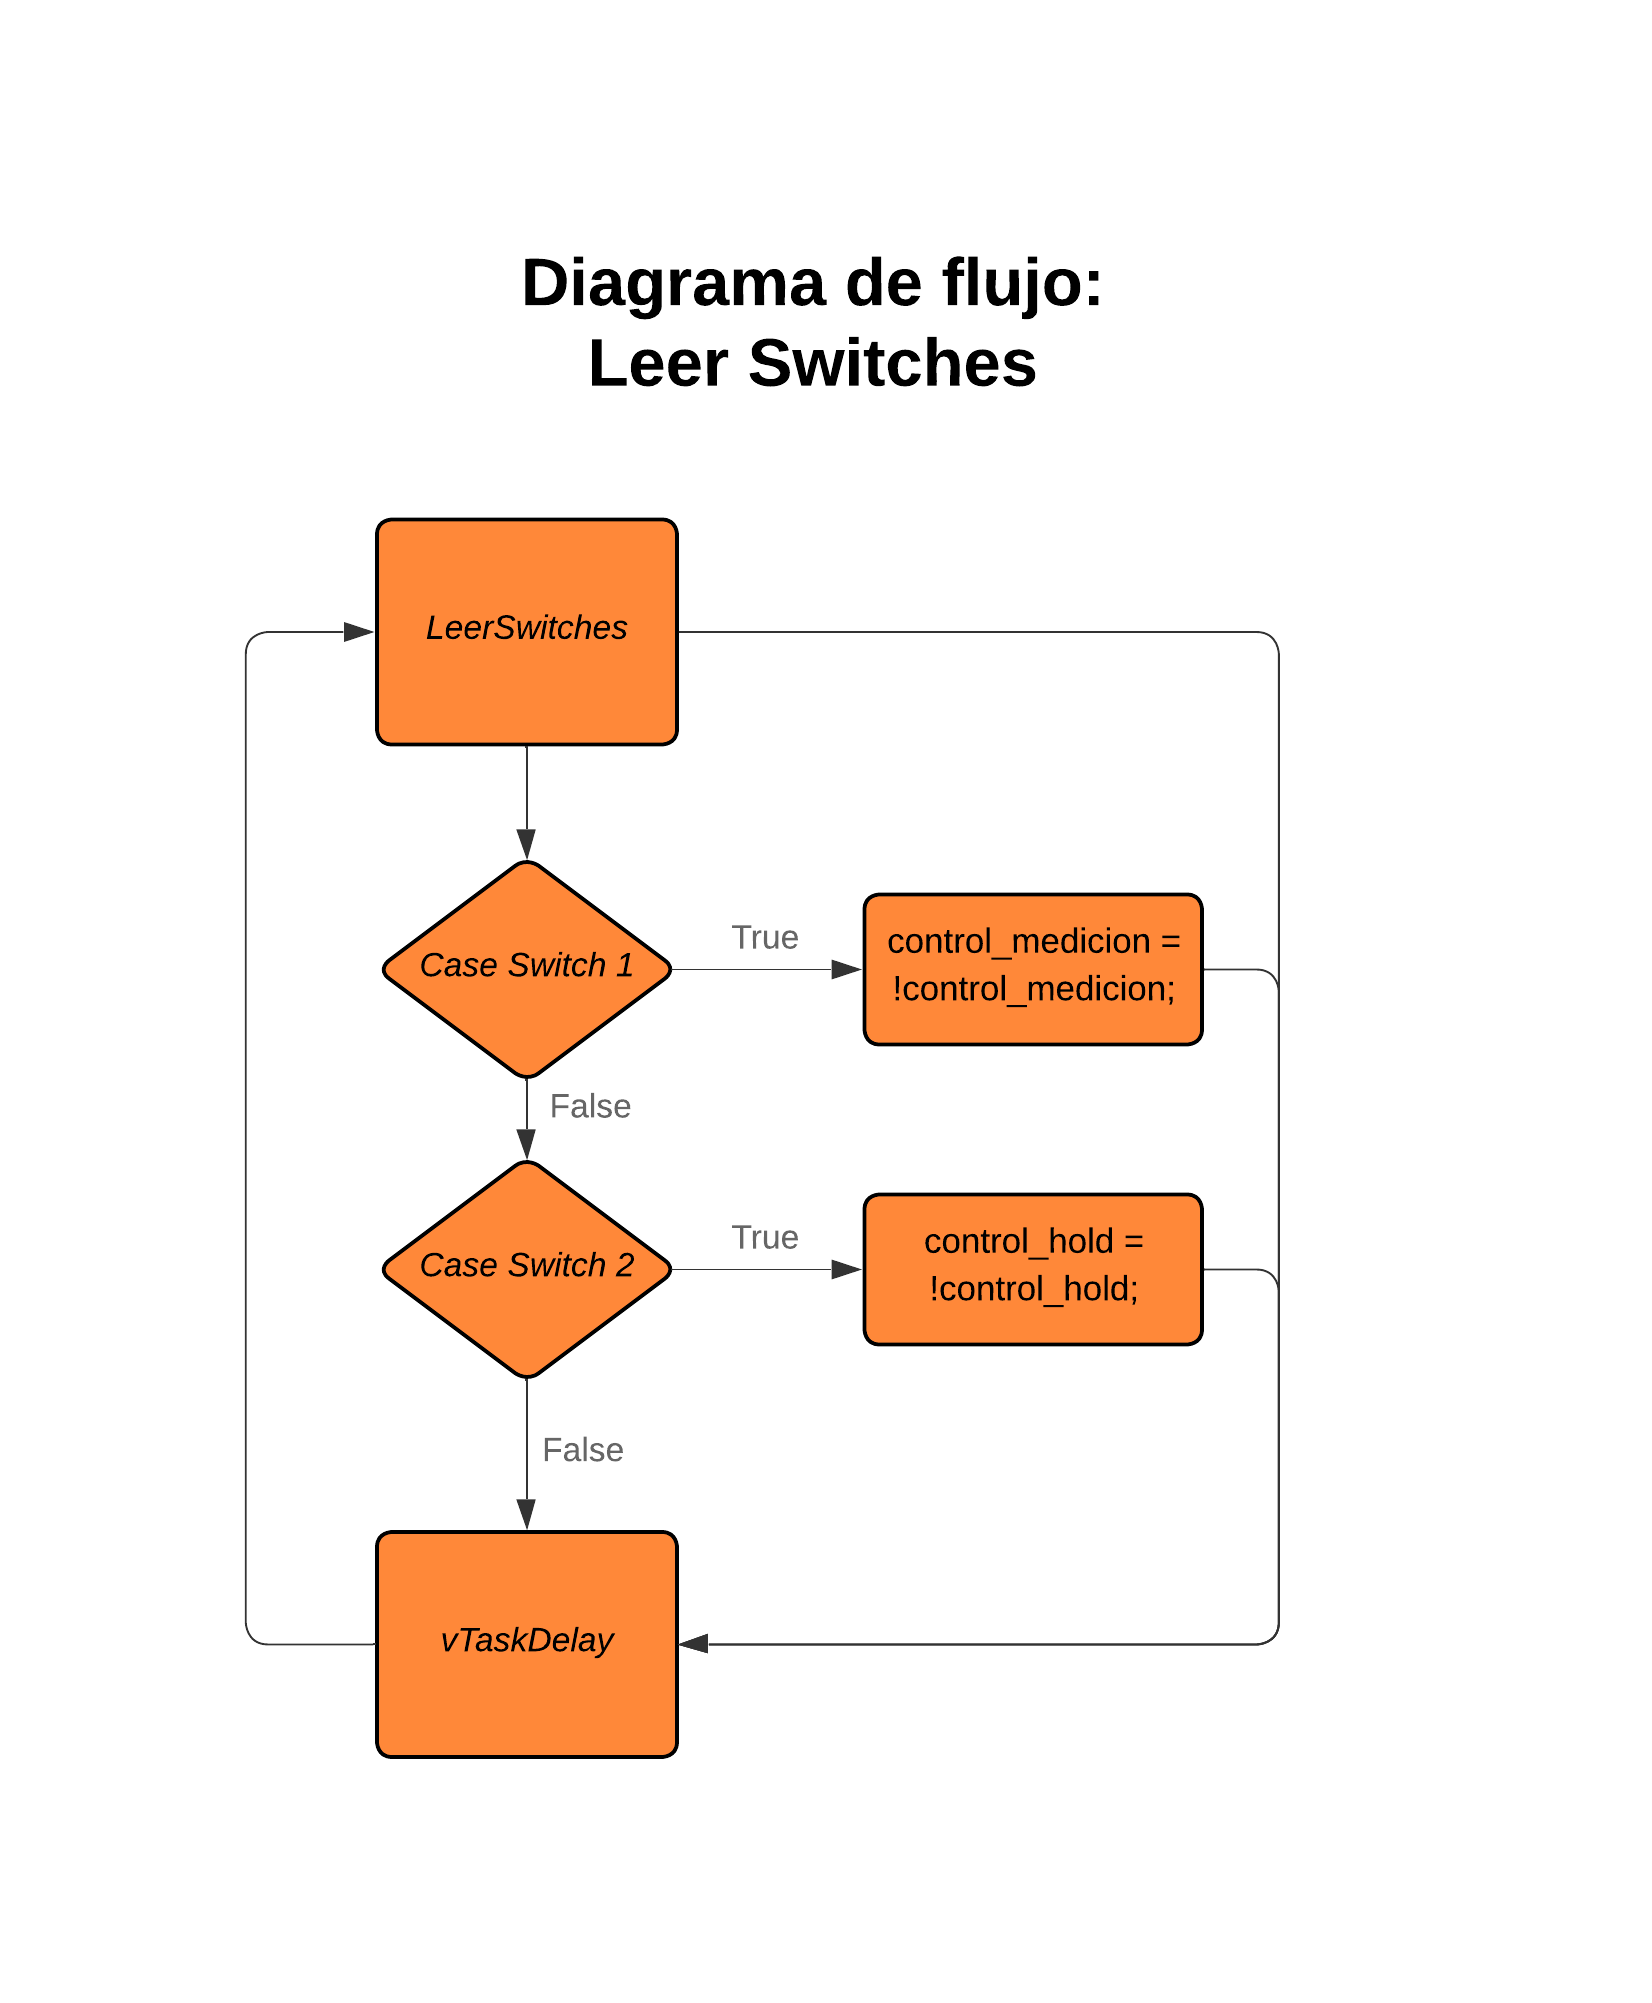 Diagrama de flujo:
Leer Switches
LeerSwitches
Case Switch 1
True
control_medicion =
!control_medicion;
False
Case Switch 2
True
control_hold =
!control_hold;
False
vTaskDelay